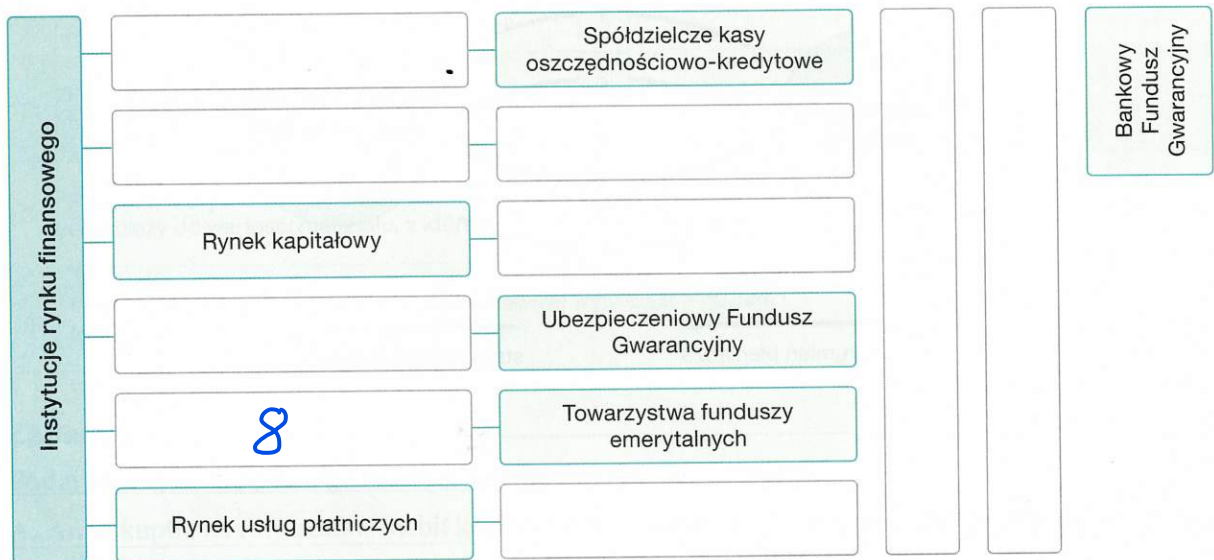 Instytucje rynku finansowego
Spółdzielcze kasy
oszczędnościowo-kredytowe
Rynek kapitałowy
Ubezpieczeniowy Fundusz
Gwarancyjny
8
Towarzystwa funduszy
emerytalnych
Rynek usług płatniczych
Bankowy
Fundusz
Gwarancyjny